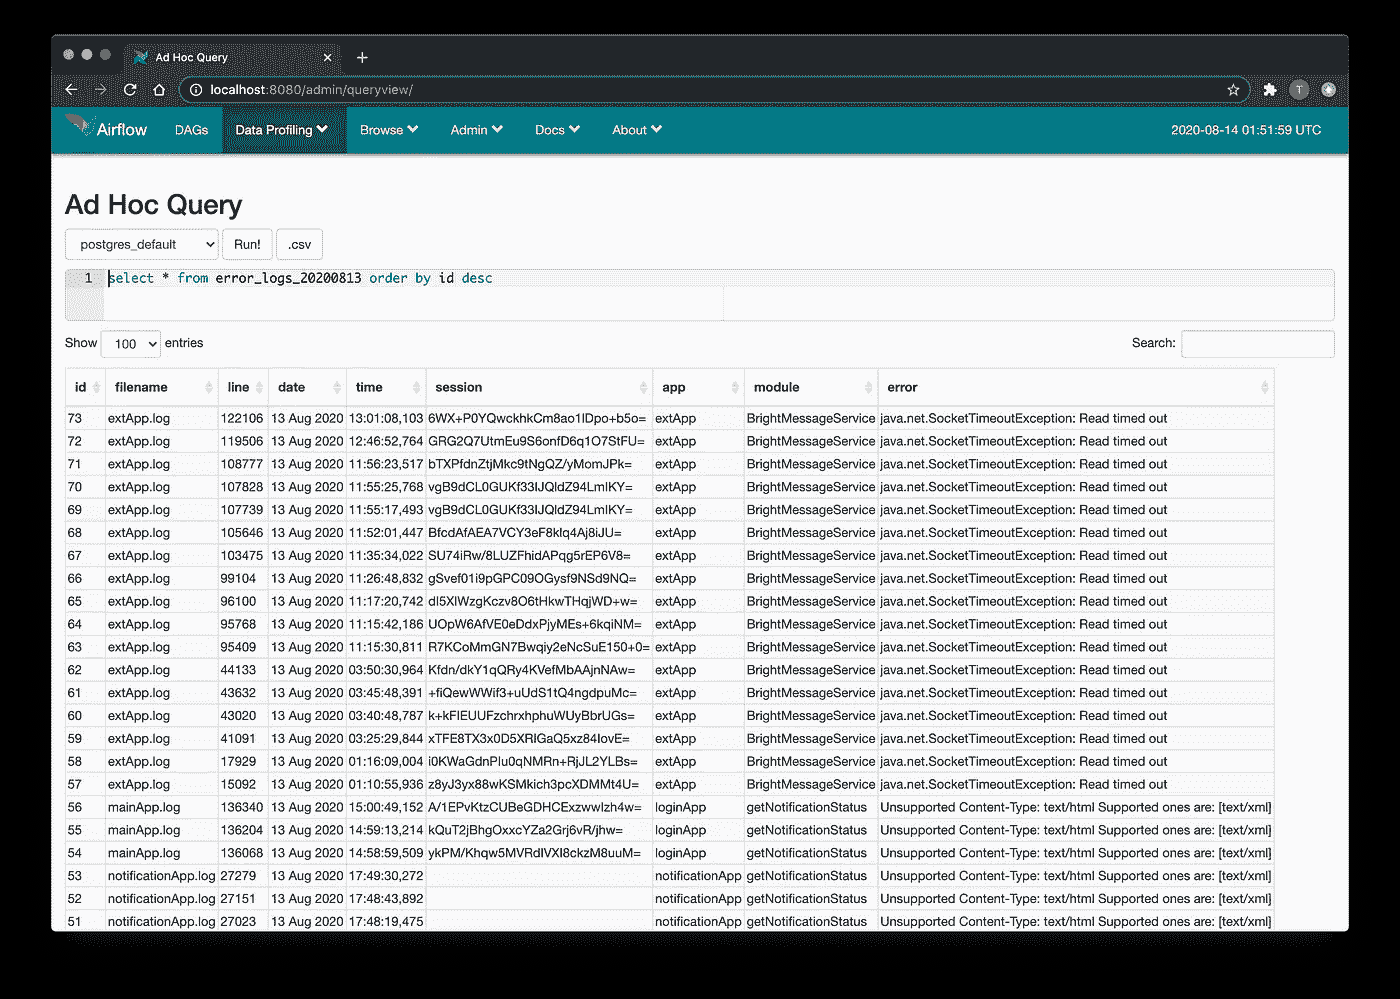 Ad Hoc Query
localhost:8080/admin/queryview/
T
Airflow DAGs Data Profiling Browse Admin Docs About 2020-08-14 01:51:59 UTC
Ad Hoc Query
postgres_default Run! .csv
1 select * from error_logs_20200813 order by id desc
Show 100 entries Search:
id filename line date time session app module error
73 extApp.log 122106 13 Aug 2020 13:01:08,103 6WX+P0YQwckhkCm8ao1lDpo+b5o= extApp BrightMessageService java.net.SocketTimeoutException: Read timed out
72 extApp.log 119506 13 Aug 2020 12:46:52,764 GRG2Q7UtmEu9S6onfD6q1O7StFU= extApp BrightMessageService java.net.SocketTimeoutException: Read timed out
71 extApp.log 108777 13 Aug 2020 11:56:23,517 bTXPfdnZtjMkc9tNgQZ/yMomJPk= extApp BrightMessageService java.net.SocketTimeoutException: Read timed out
70 extApp.log 107828 13 Aug 2020 11:55:25,768 vgB9dCL0GUKf33IJQldZ94LmIKY= extApp BrightMessageService java.net.SocketTimeoutException: Read timed out
69 extApp.log 107739 13 Aug 2020 11:55:17,493 vgB9dCL0GUKf33IJQldZ94LmIKY= extApp BrightMessageService java.net.SocketTimeoutException: Read timed out
68 extApp.log 105646 13 Aug 2020 11:52:01,447 BfcdAfAEA7VCY3eF8klq4Aj8iJU= extApp BrightMessageService java.net.SocketTimeoutException: Read timed out
67 extApp.log 103475 13 Aug 2020 11:35:34,022 SU74iRw/8LUZFhidAPqg5rEP6V8= extApp BrightMessageService java.net.SocketTimeoutException: Read timed out
66 extApp.log 99104 13 Aug 2020 11:26:48,832 gSvef01i9pGPC09OGysf9NSd9NQ= extApp BrightMessageService java.net.SocketTimeoutException: Read timed out
65 extApp.log 96100 13 Aug 2020 11:17:20,742 dI5XlWzgKczv8O6tHkwTHqjWD+w= extApp BrightMessageService java.net.SocketTimeoutException: Read timed out
64 extApp.log 95768 13 Aug 2020 11:15:42,186 UOpW6AfVE0eDdxPjyMEs+6kqiNM= extApp BrightMessageService java.net.SocketTimeoutException: Read timed out
63 extApp.log 95409 13 Aug 2020 11:15:30,811 R7KCoMmGN7Bwqiy2eNcSuE150+0= extApp BrightMessageService java.net.SocketTimeoutException: Read timed out
62 extApp.log 44133 13 Aug 2020 03:50:30,964 Kfdn/dkY1qQRy4KVefMbAAjnNAw= extApp BrightMessageService java.net.SocketTimeoutException: Read timed out
61 extApp.log 43632 13 Aug 2020 03:45:48,391 +fiQewWWif3+uUdS1tQ4ngdpuMc= extApp BrightMessageService java.net.SocketTimeoutException: Read timed out
60 extApp.log 43020 13 Aug 2020 03:40:48,787 k+kFIEUUFzchrxhphuWUyBbrUGs= extApp BrightMessageService java.net.SocketTimeoutException: Read timed out
59 extApp.log 41091 13 Aug 2020 03:25:29,844 xTFE8TX3x0D5XRIGaQ5xz84IovE= extApp BrightMessageService java.net.SocketTimeoutException: Read timed out
58 extApp.log 17929 13 Aug 2020 01:16:09,004 i0KWaGdnPlu0qNMRn+RjJL2YLBs= extApp BrightMessageService java.net.SocketTimeoutException: Read timed out
57 extApp.log 15092 13 Aug 2020 01:10:55,936 z8yJ3yx88wKSMkich3pcXDMMt4U= extApp BrightMessageService java.net.SocketTimeoutException: Read timed out
56 mainApp.log 136340 13 Aug 2020 15:00:49,152 A/1EPvKtzCUBeGDHCExzwwlzh4w= loginApp getNotificationStatus Unsupported Content-Type: text/html Supported ones are: [text/xml]
55 mainApp.log 136204 13 Aug 2020 14:59:13,214 kQuT2jBhgOxxcYZa2Grj6vR/jhw= loginApp getNotificationStatus Unsupported Content-Type: text/html Supported ones are: [text/xml]
54 mainApp.log 136068 13 Aug 2020 14:58:59,509 ykPM/Khqw5MVRdIVXI8ckzM8uuM= loginApp getNotificationStatus Unsupported Content-Type: text/html Supported ones are: [text/xml]
53 notificationApp.log 27279 13 Aug 2020 17:49:30,272 notificationApp getNotificationStatus Unsupported Content-Type: text/html Supported ones are: [text/xml]
52 notificationApp.log 27151 13 Aug 2020 17:48:43,892 notificationApp getNotificationStatus Unsupported Content-Type: text/html Supported ones are: [text/xml]
51 notificationApp.log 27023 13 Aug 2020 17:48:19,475 notificationApp getNotificationStatus Unsupported Content-Type: text/html Supported ones are: [text/xml]